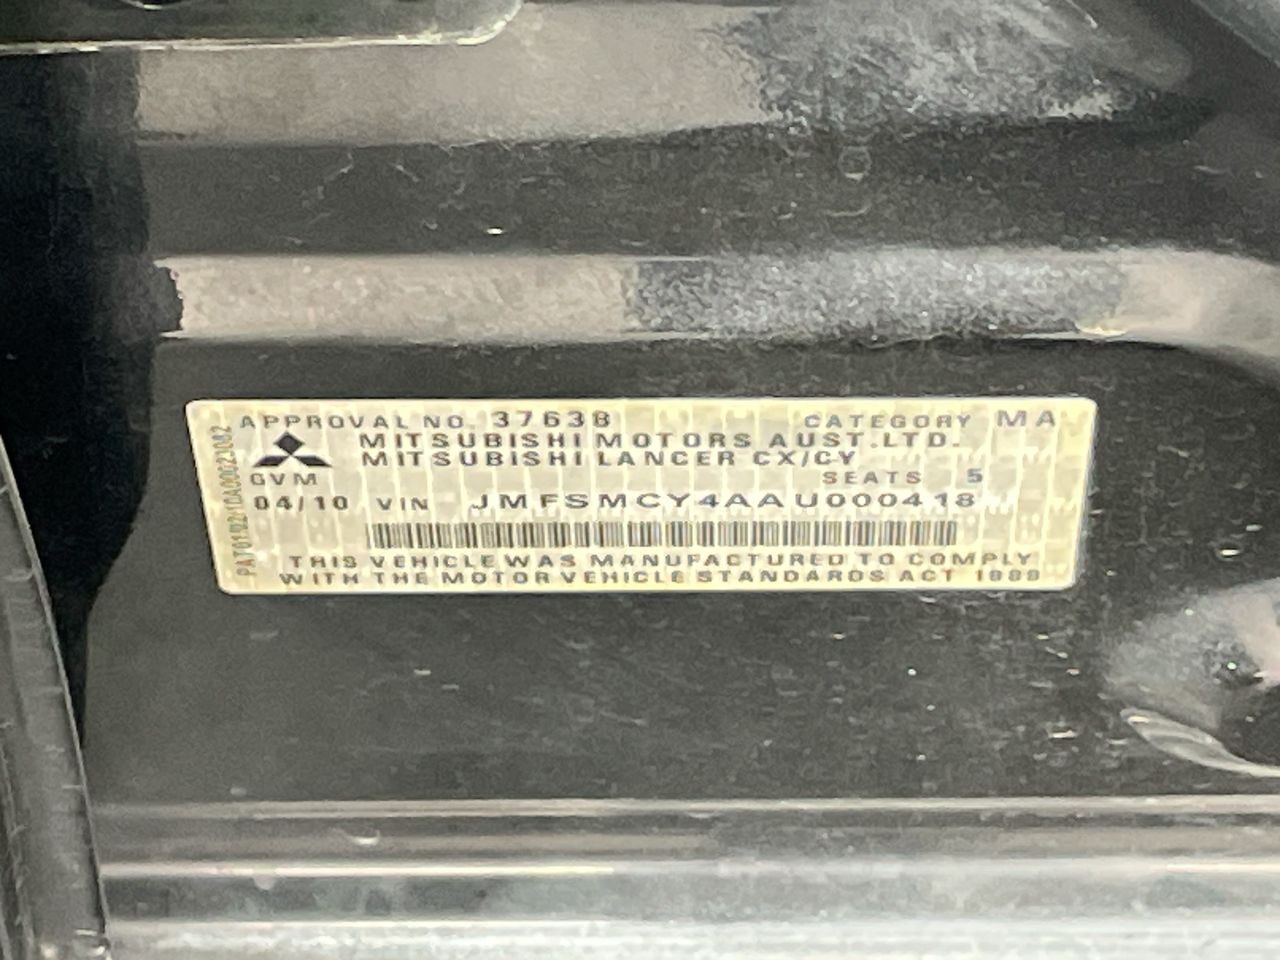 APPROVAL NO. 37638 CATEGORY MA
MITSUBISHI MOTORS AUST.LTD.
MITSUBISHI LANCER CX/CY
GVM SEATS 5
04/10 VIN JMFSMCY4AAU000418
THIS VEHICLE WAS MANUFACTURED TO COMPLY
WITH THE MOTOR VEHICLE STANDARDS ACT 1989